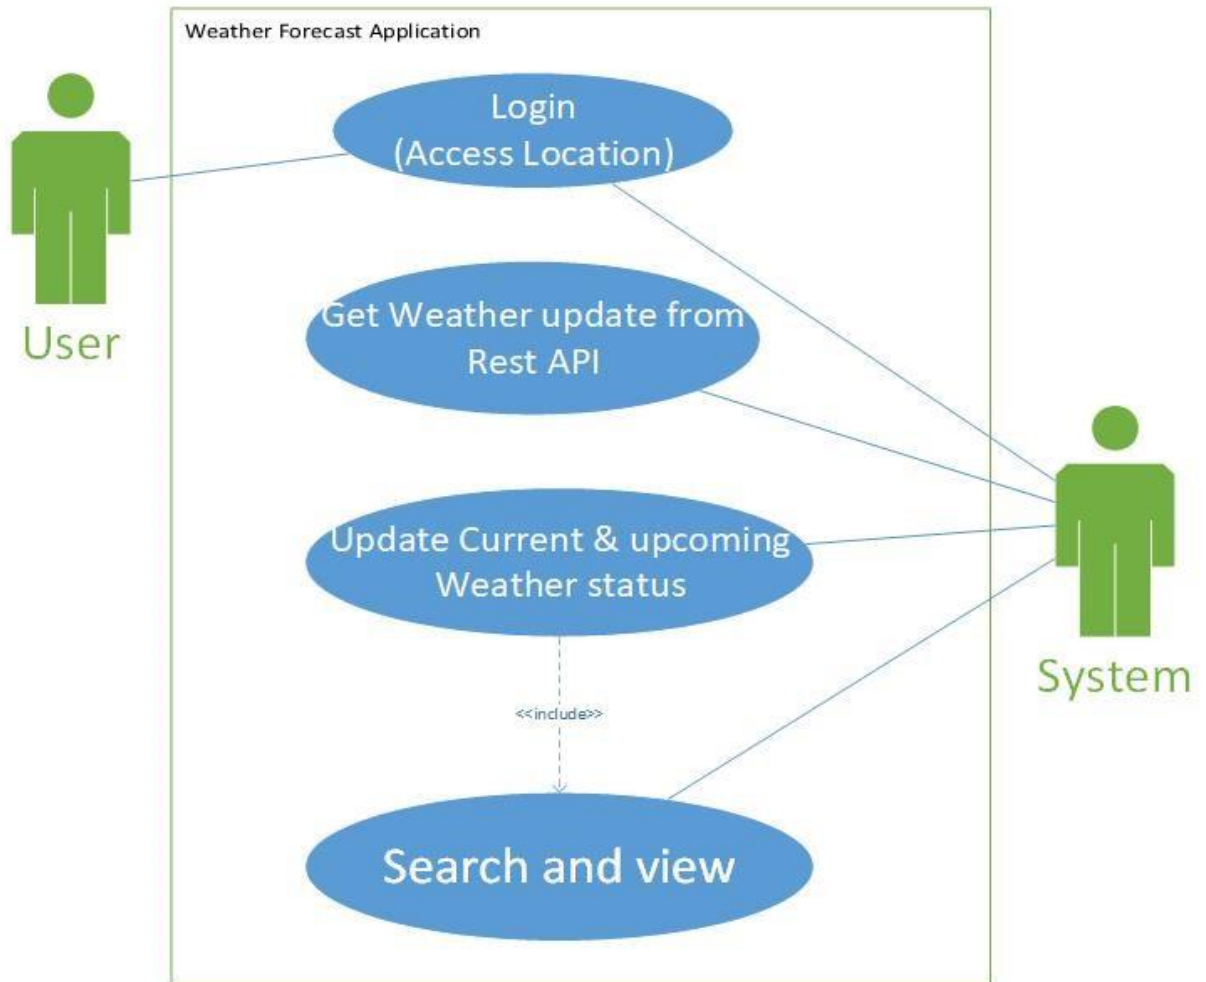 Weather Forecast Application
Login
(Access Location)
User
Get Weather update from
Rest API
Update Current & upcoming
Weather status
System
<<include>>
Search and view